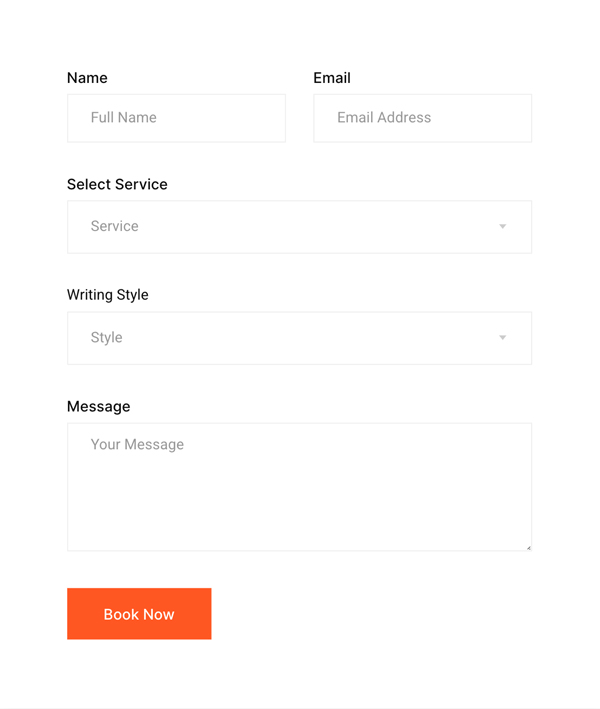 Name
Email
Full Name
Email Address
Select Service
Service
Writing Style
Style
Message
Your Message
Book Now